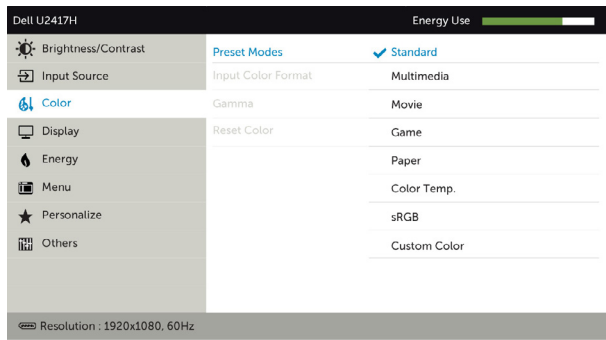 Dell U2417H Energy Use
Brightness/Contrast
Input Source
Color
Display
Energy
Menu
Personalize
Others
Preset Modes
Input Color Format
Gamma
Reset Color
Standard
Multimedia
Movie
Game
Paper
Color Temp.
sRGB
Custom Color
Resolution : 1920x1080, 60Hz